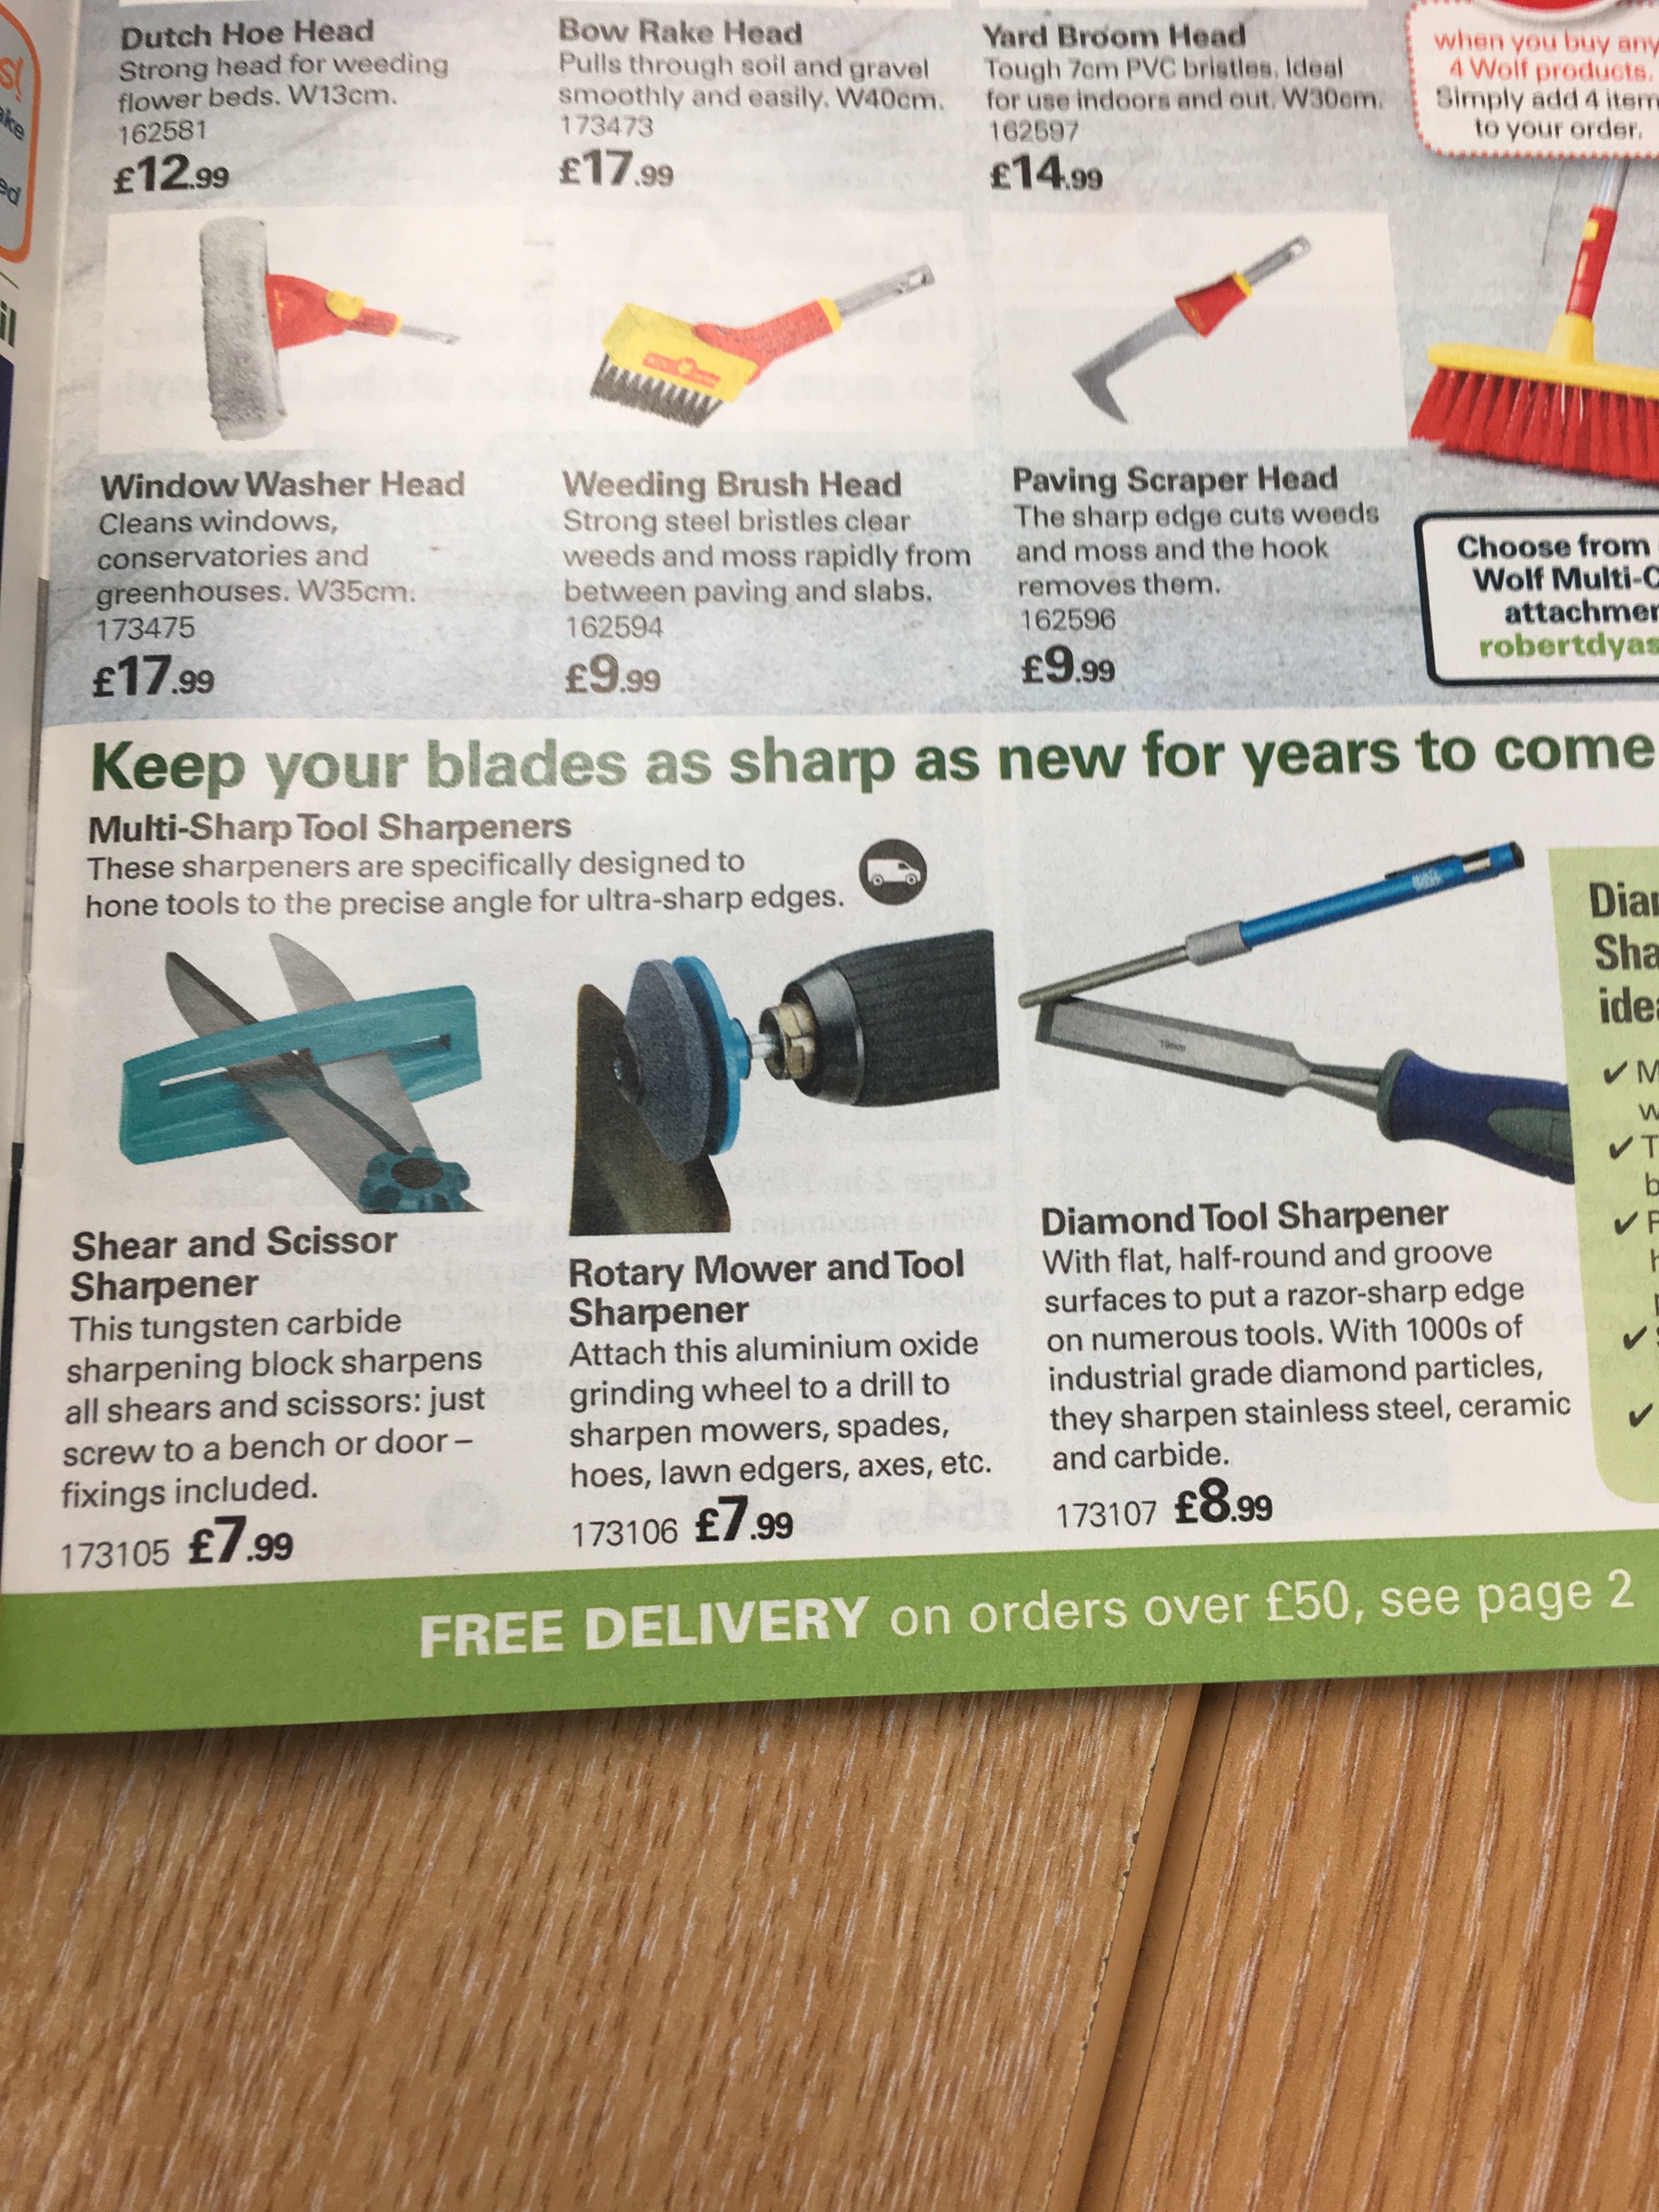 Dutch Hoe Head
Strong head for weeding
flower beds. W13cm.
162581
£12.99
Bow Rake Head
Pulls through soil and gravel
smoothly and easily. W40cm.
173473
£17.99
Yard Broom Head
Tough 7cm PVC bristles. Ideal
for use indoors and out. W30cm.
162597
£14.99
when you buy any
4 Wolf products.
Simply add 4 item
to your order.
Window Washer Head
Cleans windows,
conservatories and
greenhouses. W35cm.
173475
£17.99
Weeding Brush Head
Strong steel bristles clear
weeds and moss rapidly from
between paving and slabs.
162594
£9.99
Paving Scraper Head
The sharp edge cuts weeds
and moss and the hook
removes them.
162596
£9.99
Choose from
Wolf Multi-C
attachmen
robertdyas
Keep your blades as sharp as new for years to come
Multi-Sharp Tool Sharpeners
These sharpeners are specifically designed to
hone tools to the precise angle for ultra-sharp edges.
Shear and Scissor
Sharpener
This tungsten carbide
sharpening block sharpens
all shears and scissors: just
screw to a bench or door –
fixings included.
173105 £7.99
Rotary Mower and Tool
Sharpener
Attach this aluminium oxide
grinding wheel to a drill to
sharpen mowers, spades,
hoes, lawn edgers, axes, etc.
173106 £7.99
Diamond Tool Sharpener
With flat, half-round and groove
surfaces to put a razor-sharp edge
on numerous tools. With 1000s of
industrial grade diamond particles,
they sharpen stainless steel, ceramic
and carbide.
173107 £8.99
Dia
Sha
ide
FREE DELIVERY on orders over £50, see page 2